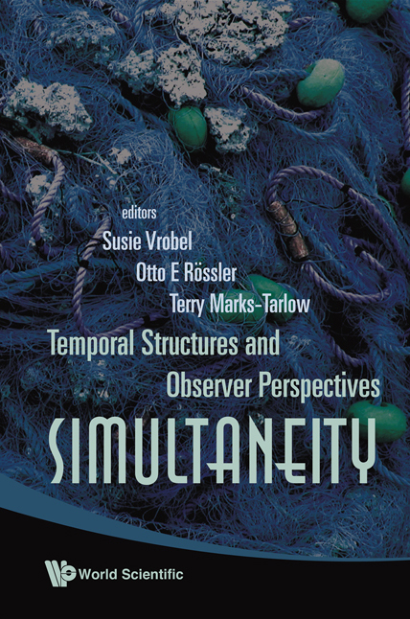 editors
Susie Vrobel
Otto E Rössler
Terry Marks-Tarlow
Temporal Structures and
Observer Perspectives
SIMULTANEITY
World Scientific